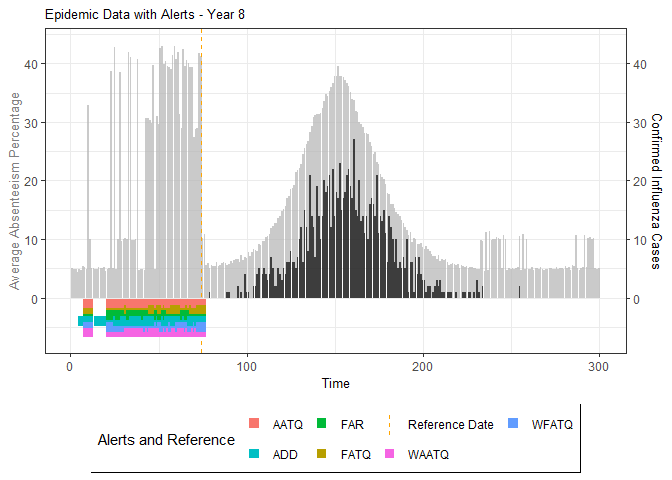 Epidemic Data with Alerts - Year 8
Average Absenteeism Percentage
40
30
20
10
0
40
30
20
10
0
Confirmed Influenza Cases
0 100 200 300
Time
Alerts and Reference
AATQ FAR Reference Date WFATQ
ADD FATQ WAATQ